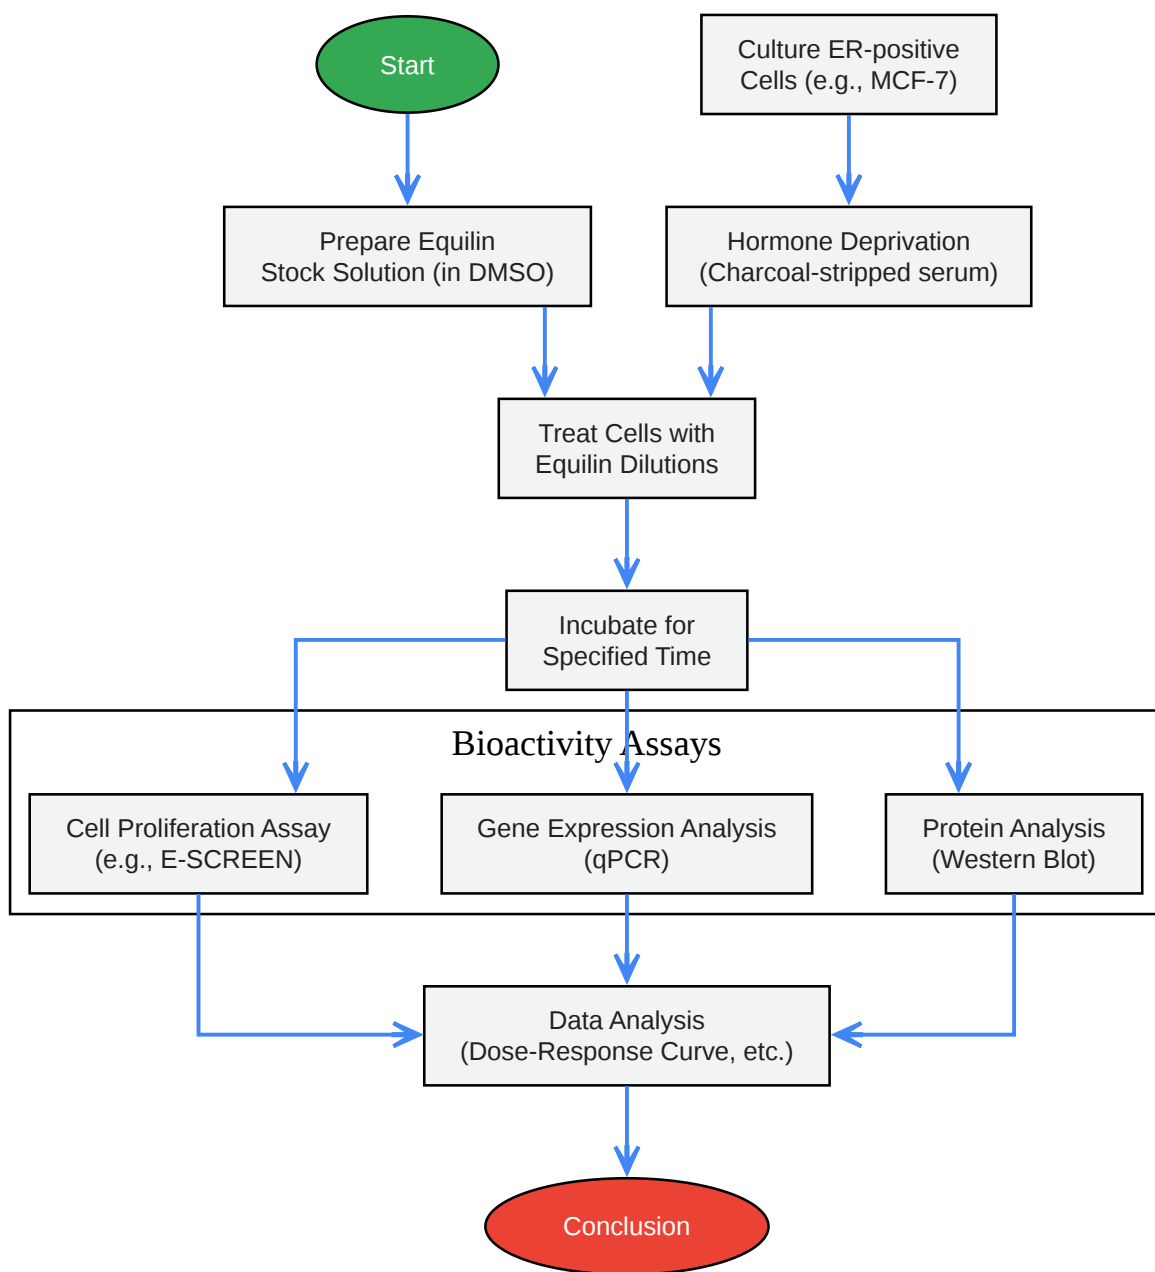 Start
Culture ER-positive
Cells (e.g., MCF-7)
Prepare Equilin
Stock Solution (in DMSO)
Hormone Deprivation
(Charcoal-stripped serum)
Treat Cells with
Equilin Dilutions
Incubate for
Specified Time
Bioactivity Assays
Cell Proliferation Assay
(e.g., E-SCREEN)
Gene Expression Analysis
(qPCR)
Protein Analysis
(Western Blot)
Data Analysis
(Dose-Response Curve, etc.)
Conclusion